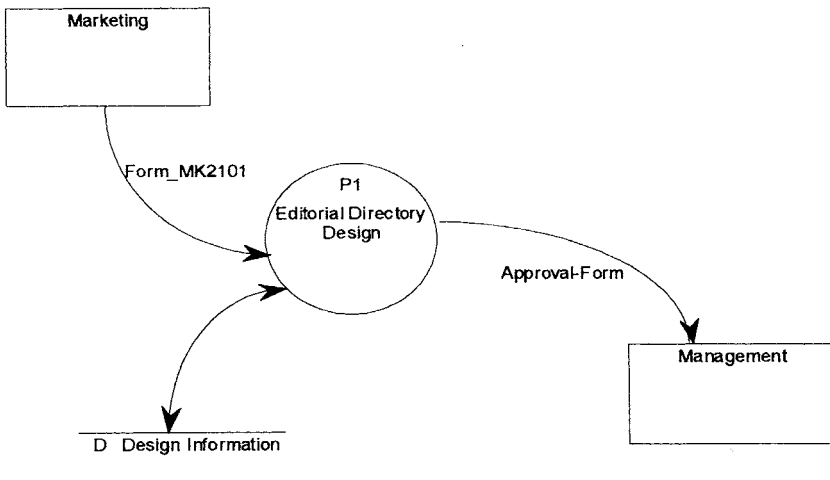 Marketing
Form_MK2101
P1
Editorial Directory
Design
Approval-Form
Management
D Design Information